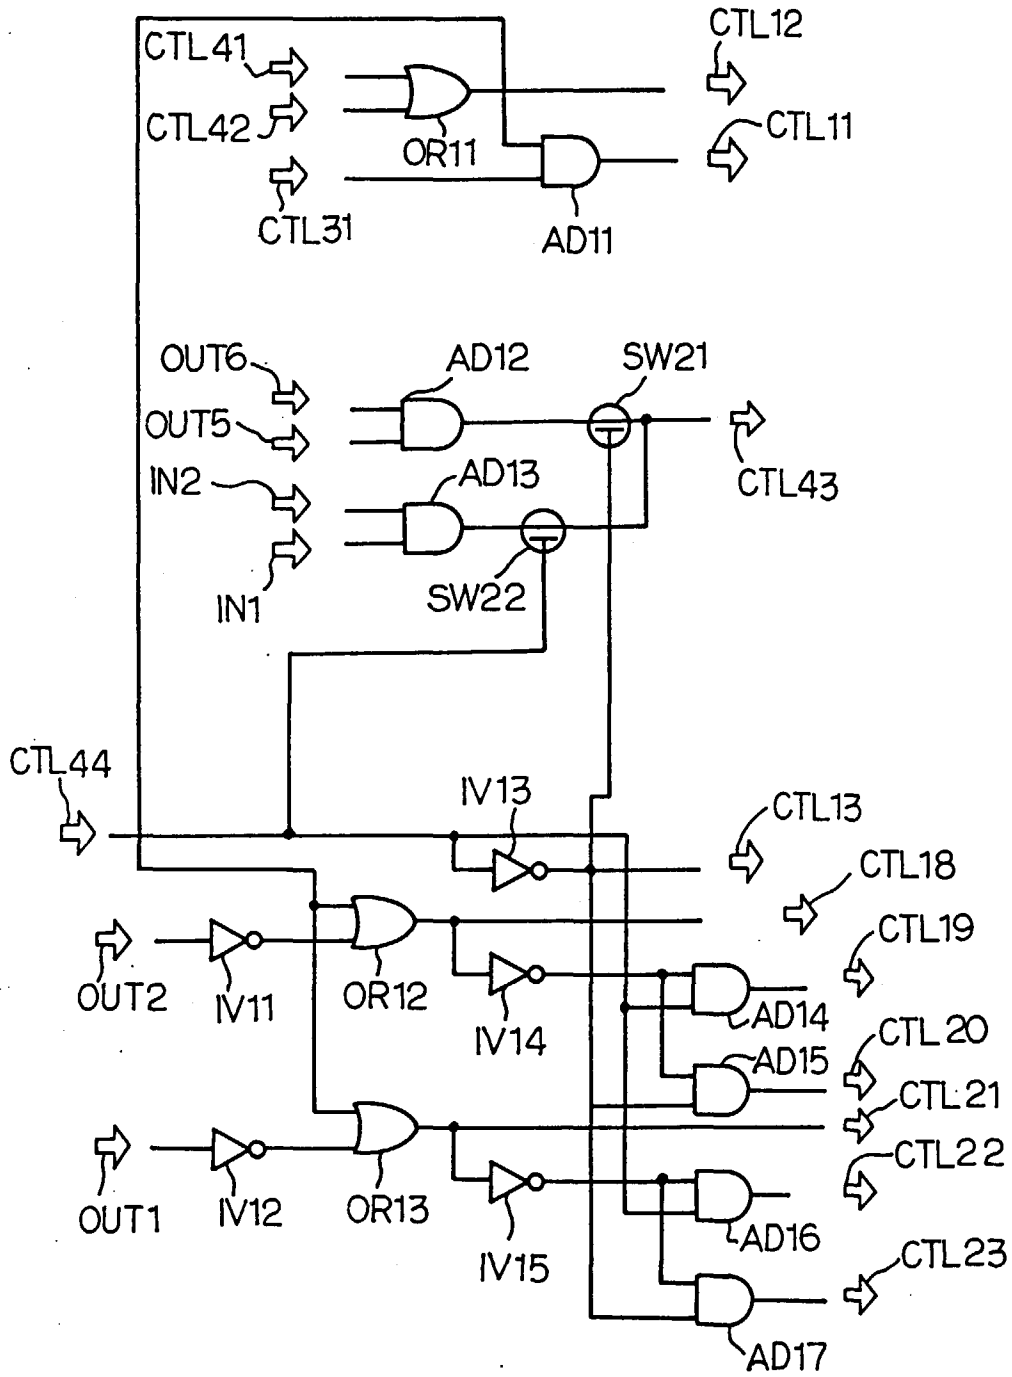 CTL12
CTL41
CTL42
OR11
CTL11
CTL31
AD11
OUT6
AD12
SW21
OUT5
IN2
AD13
CTL43
SW22
IN1
CTL44
IV13
CTL13
CTL18
CTL19
OUT2
IV11
OR12
IV14
AD14
CTL20
AD15
CTL21
CTL22
OUT1
IV12
OR13
AD16
IV15
CTL23
AD17